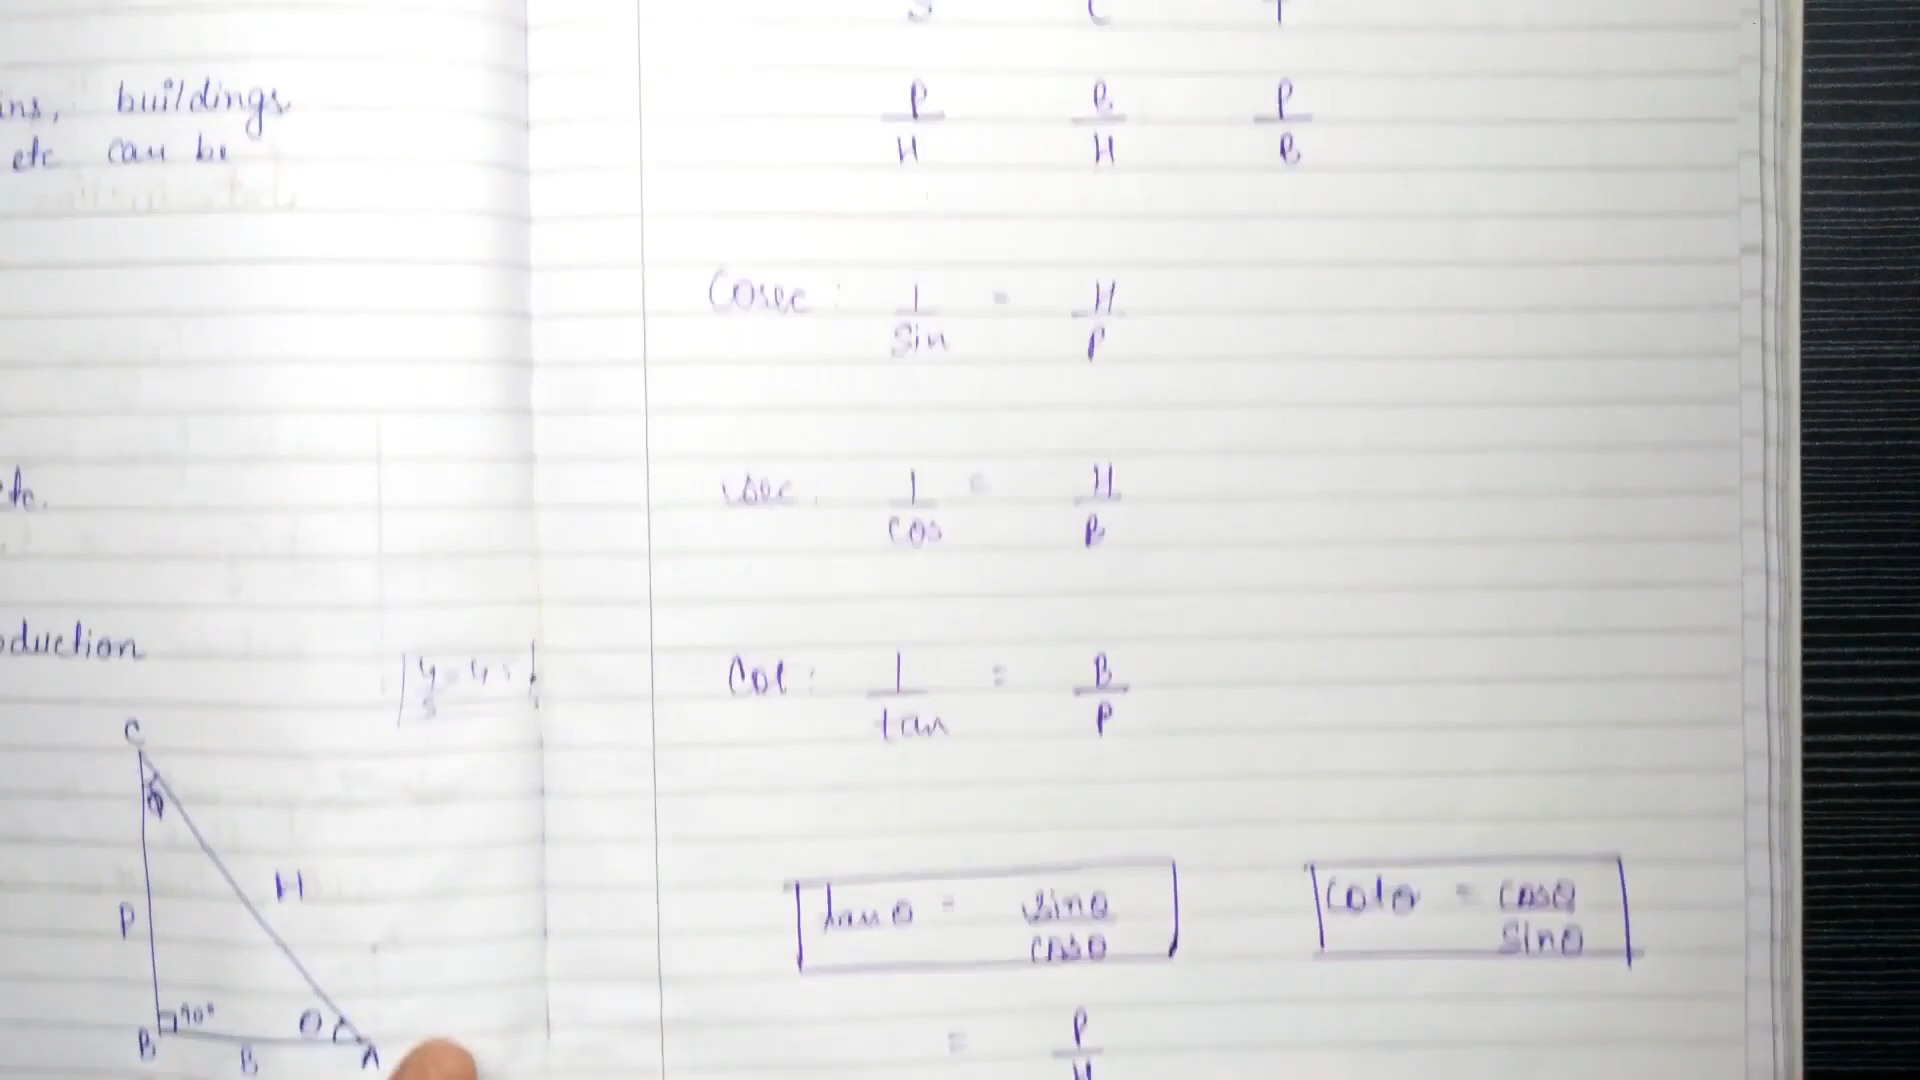 ins, buildings
etc can be
etc.
oduction
C
H
P
90°
θ
B
B
A
S C T
P/H B/H P/B
Cosec : 1/sin = H/P
sec : 1/cos = H/B
Cot : 1/tan = B/P
tanθ = sinθ/cosθ
cotθ = cosθ/sinθ
= P/H